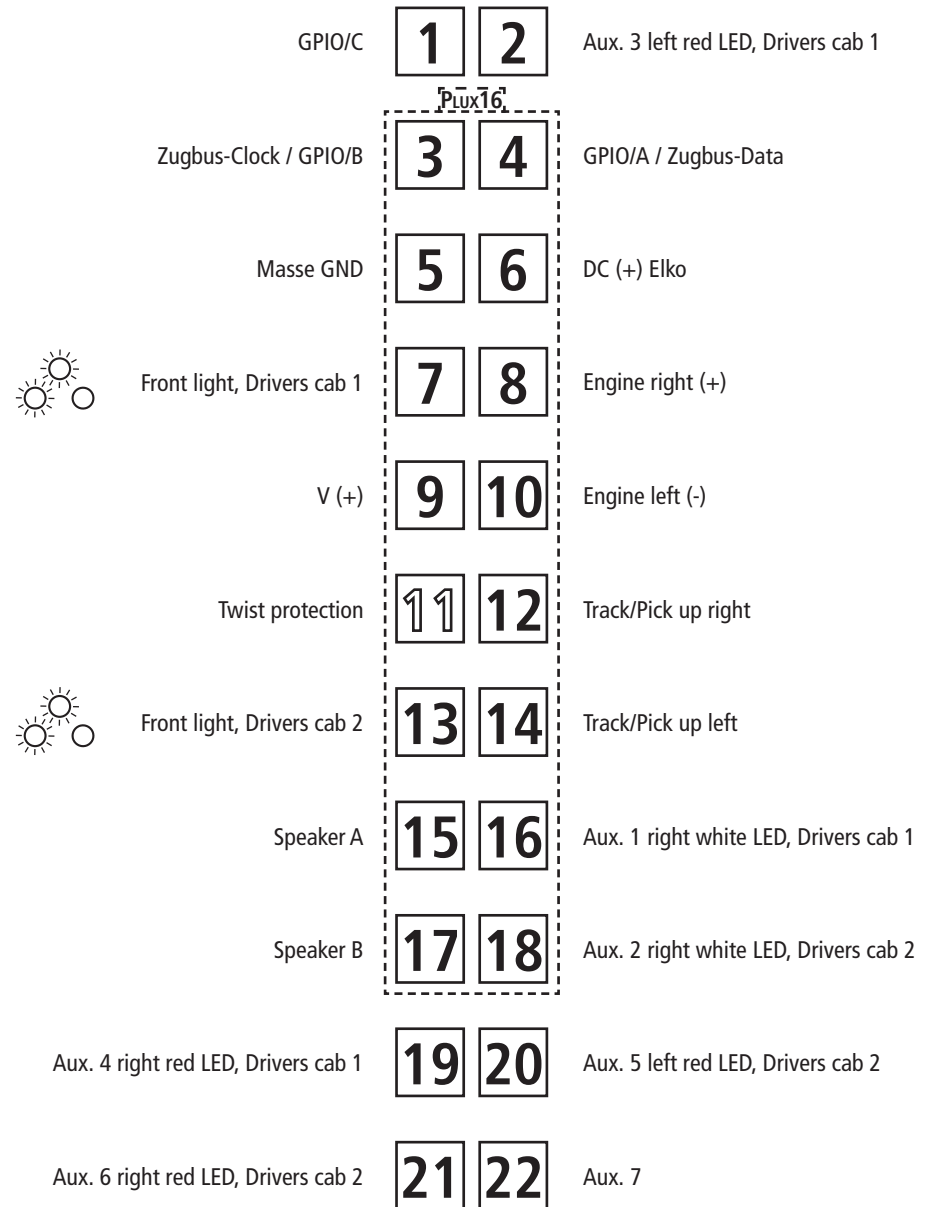 GPIO/C 1 2 Aux. 3 left red LED, Drivers cab 1
PLUX16
Zugbus-Clock / GPIO/B 3 4 GPIO/A / Zugbus-Data
Masse GND 5 6 DC (+) Elko
Front light, Drivers cab 1 7 8 Engine right (+)
V (+) 9 10 Engine left (-)
Twist protection 11 12 Track/Pick up right
Front light, Drivers cab 2 13 14 Track/Pick up left
Speaker A 15 16 Aux. 1 right white LED, Drivers cab 1
Speaker B 17 18 Aux. 2 right white LED, Drivers cab 2
Aux. 4 right red LED, Drivers cab 1 19 20 Aux. 5 left red LED, Drivers cab 2
Aux. 6 right red LED, Drivers cab 2 21 22 Aux. 7